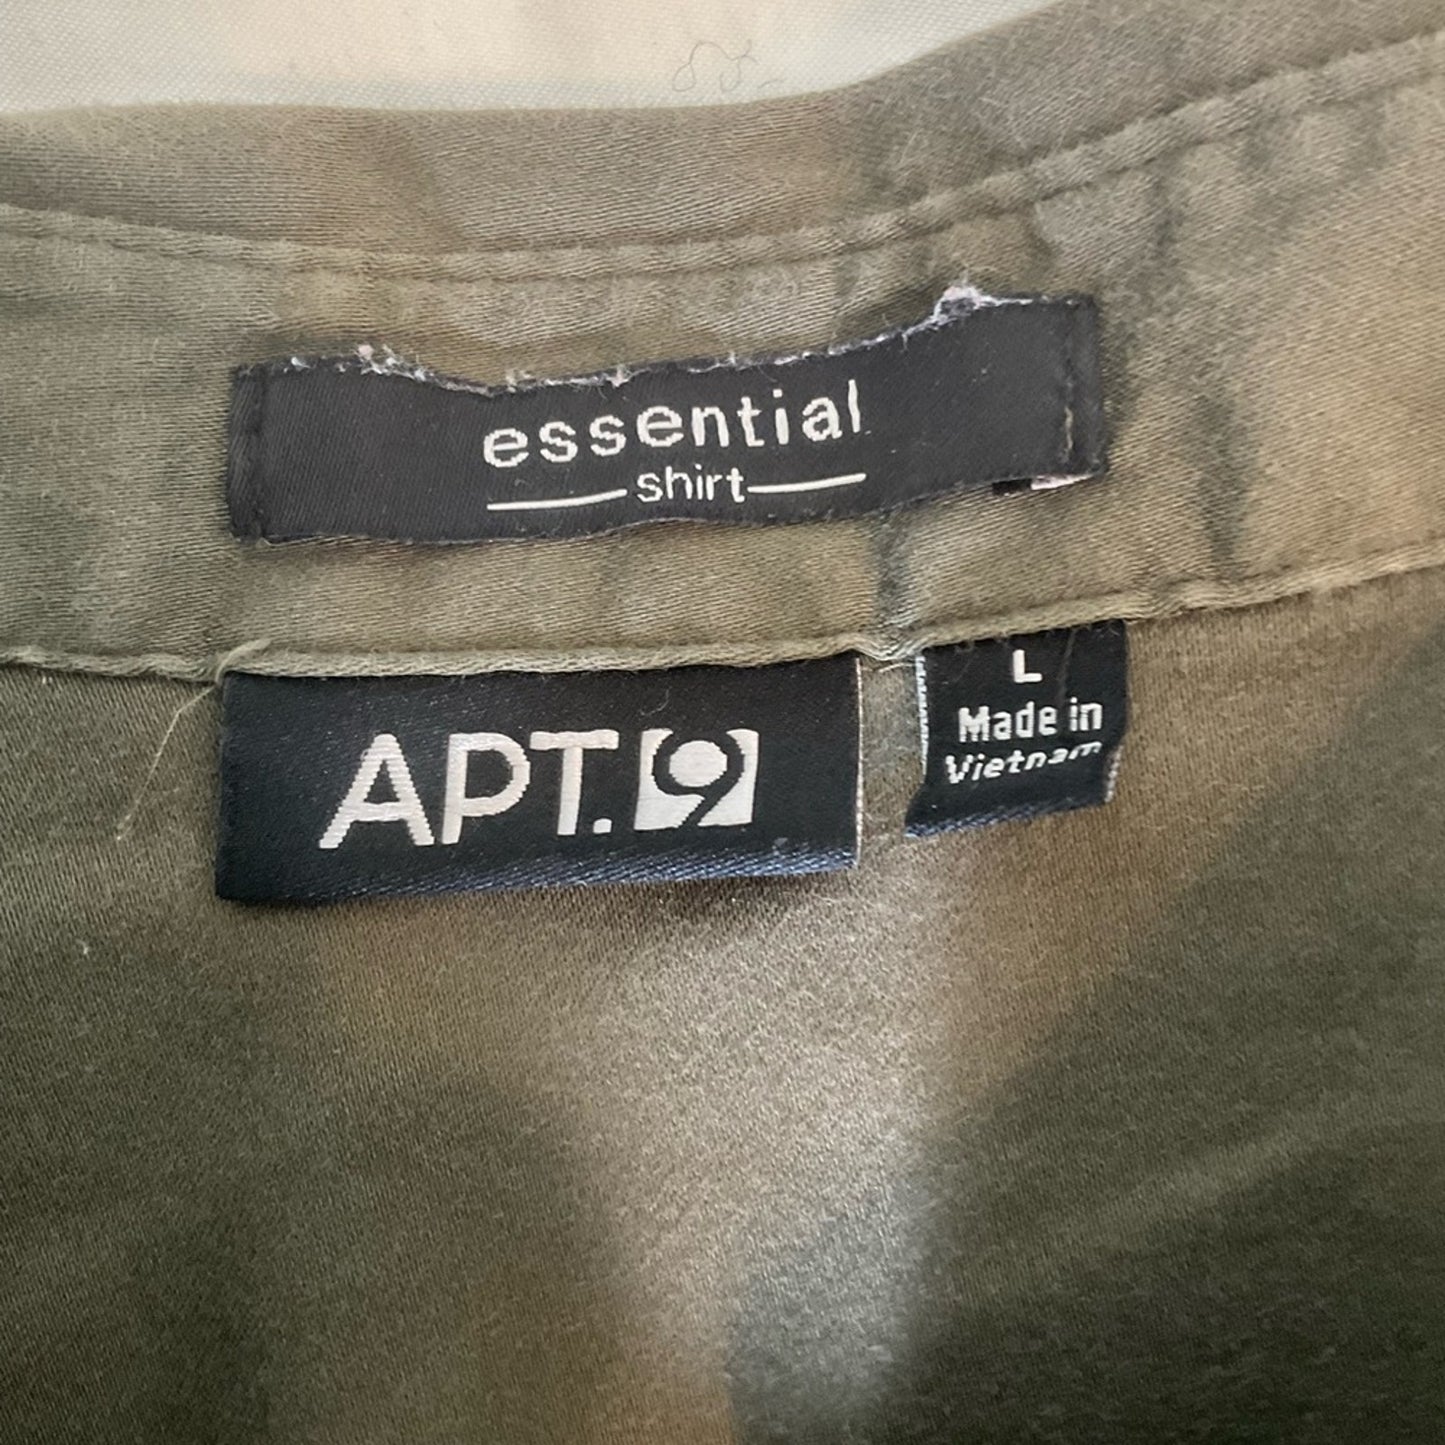 essential
shirt
APT.9
L
Made in
Vietnam